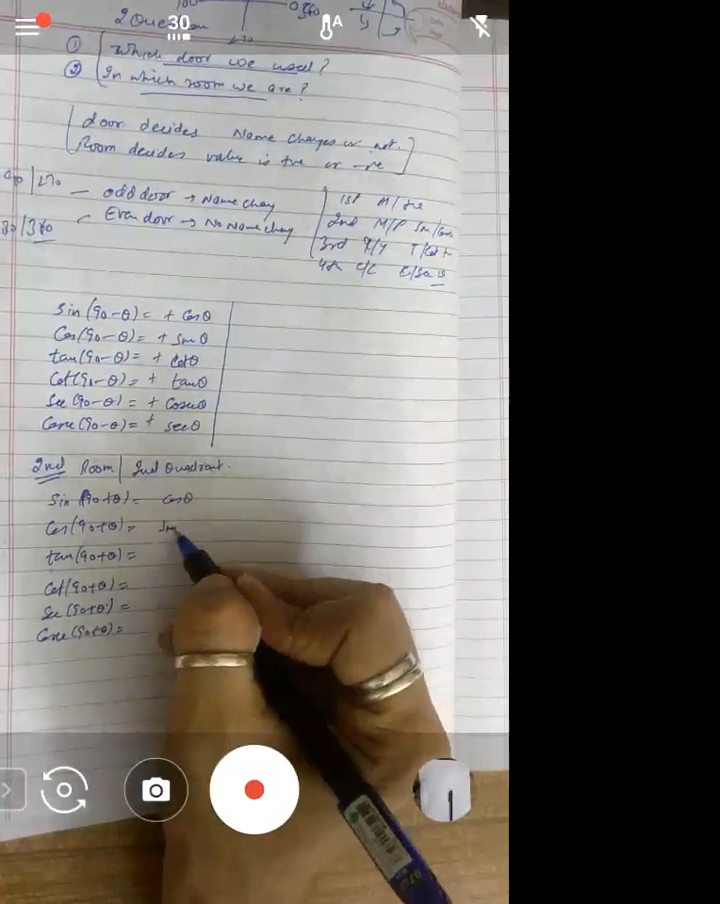 2 Question
30
① Which door we used?
② In which room we are?
door decides Name changes or not.
Room decides value is +ve or -ve
90/270 — odd door → Name chang
180/360 Even door → No Name chang
1st A/
2nd M/P Sin/Cosec
3rd T/Cot +
4th C/C C/Sec θ
Sin(90-θ) = + Cosθ
Cos(90-θ) = + Sinθ
tan(90-θ) = + Cotθ
Cot(90-θ) = + tanθ
Sec(90-θ) = + Cosecθ
Cosec(90-θ) = + secθ
2nd Room | 2nd Quadrant.
Sin(90+θ) = cosθ
Cos(90+θ) = Sin
tan(90+θ) =
Cot(90+θ) =
Sec(90+θ) =
Cosec(90+θ) =